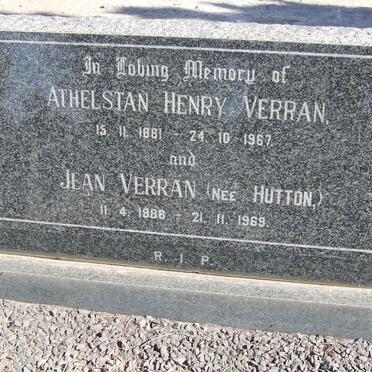 In Loving Memory of
ATHELSTAN HENRY VERRAN,
15. 11. 1881 - 24. 10. 1967.
and
JEAN VERRAN (NEE HUTTON,)
11. 4. 1888 - 21. 11. 1969.
R. I. P.